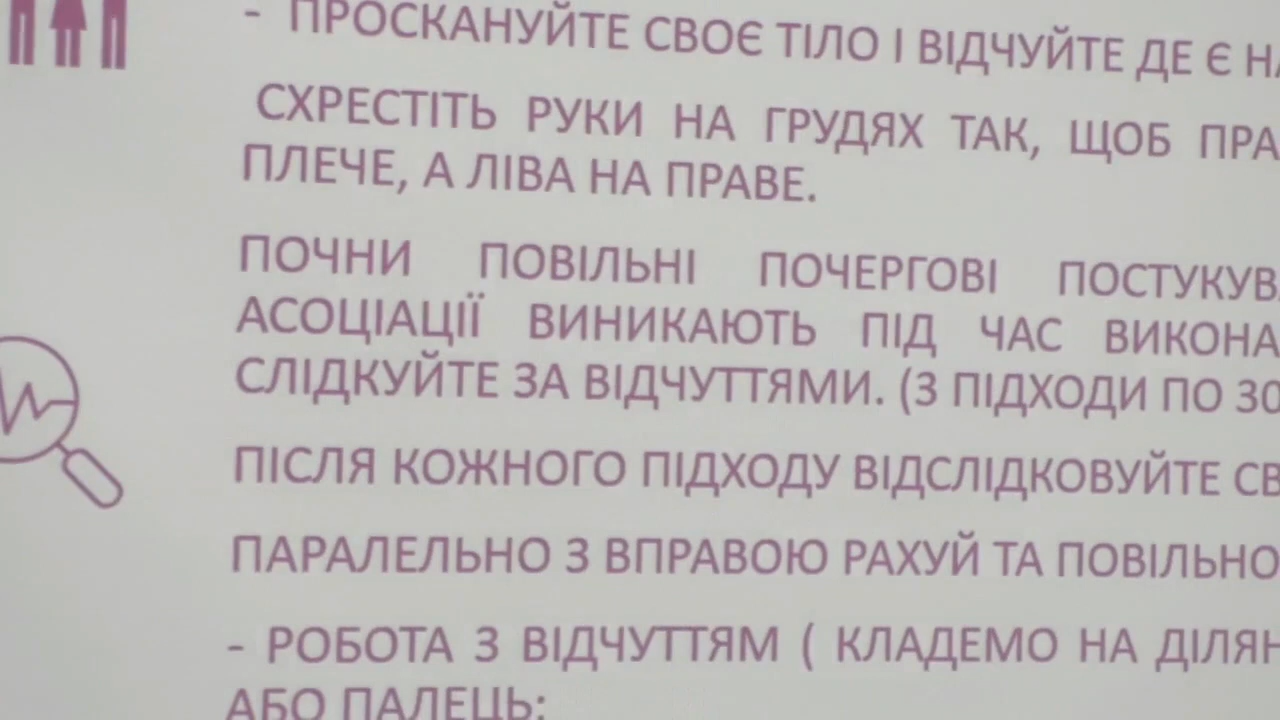 - ПРОСКАНУЙТЕ СВОЄ ТІЛО І ВІДЧУЙТЕ ДЕ Є
СХРЕСТІТЬ РУКИ НА ГРУДЯХ ТАК, ЩОБ
ПЛЕЧЕ, А ЛІВА НА ПРАВЕ.
ПОЧНИ ПОВІЛЬНІ ПОЧЕРГОВІ
АСОЦІАЦІЇ ВИНИКАЮТЬ ПІД ЧАС
СЛІДКУЙТЕ ЗА ВІДЧУТТЯМИ. (3 ПІДХОДИ ПО 30
ПІСЛЯ КОЖНОГО ПІДХОДУ ВІДСЛІДКОВУЙТЕ
ПАРАЛЕЛЬНО З ВПРАВОЮ РАХУЙ ТА ПОВІЛЬНО
- РОБОТА З ВІДЧУТТЯМ ( КЛАДЕМО НА
АБО ПАЛЕЦЬ: